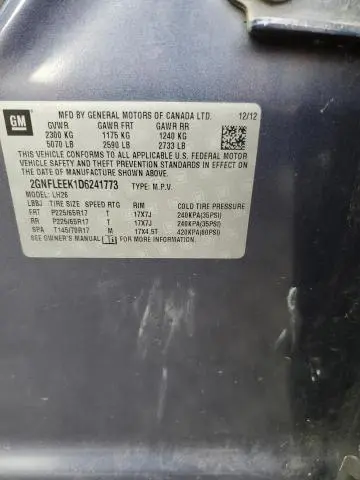 GM
MFD BY GENERAL MOTORS OF CANADA LTD. 12/12
GVWR GAWR FRT GAWR RR
2300 KG 1175 KG 1240 KG
5070 LB 2590 LB 2733 LB
THIS VEHICLE CONFORMS TO ALL APPLICABLE U.S. FEDERAL
MOTOR VEHICLE SAFETY, BUMPER, AND
THEFT PREVENTION STANDARDS IN EFFECT ON
THE DATE OF MANUFACTURE SHOWN ABOVE.
2GNFLEEK1D6241773 TYPE: M.P.V.
MODEL: LH26
LBBJ TIRE SIZE SPEED RTG RIM COLD TIRE PRESSURE
FRT P225/65R17 T 17X7J 240KPA(35PSI)
RR P225/65R17 T 17X7J 240KPA(35PSI)
SPA T145/70R17 M 17X4.5T 420KPA(60PSI)
SEE OWNER'S MANUAL FOR ADDITIONAL INFORMATION.